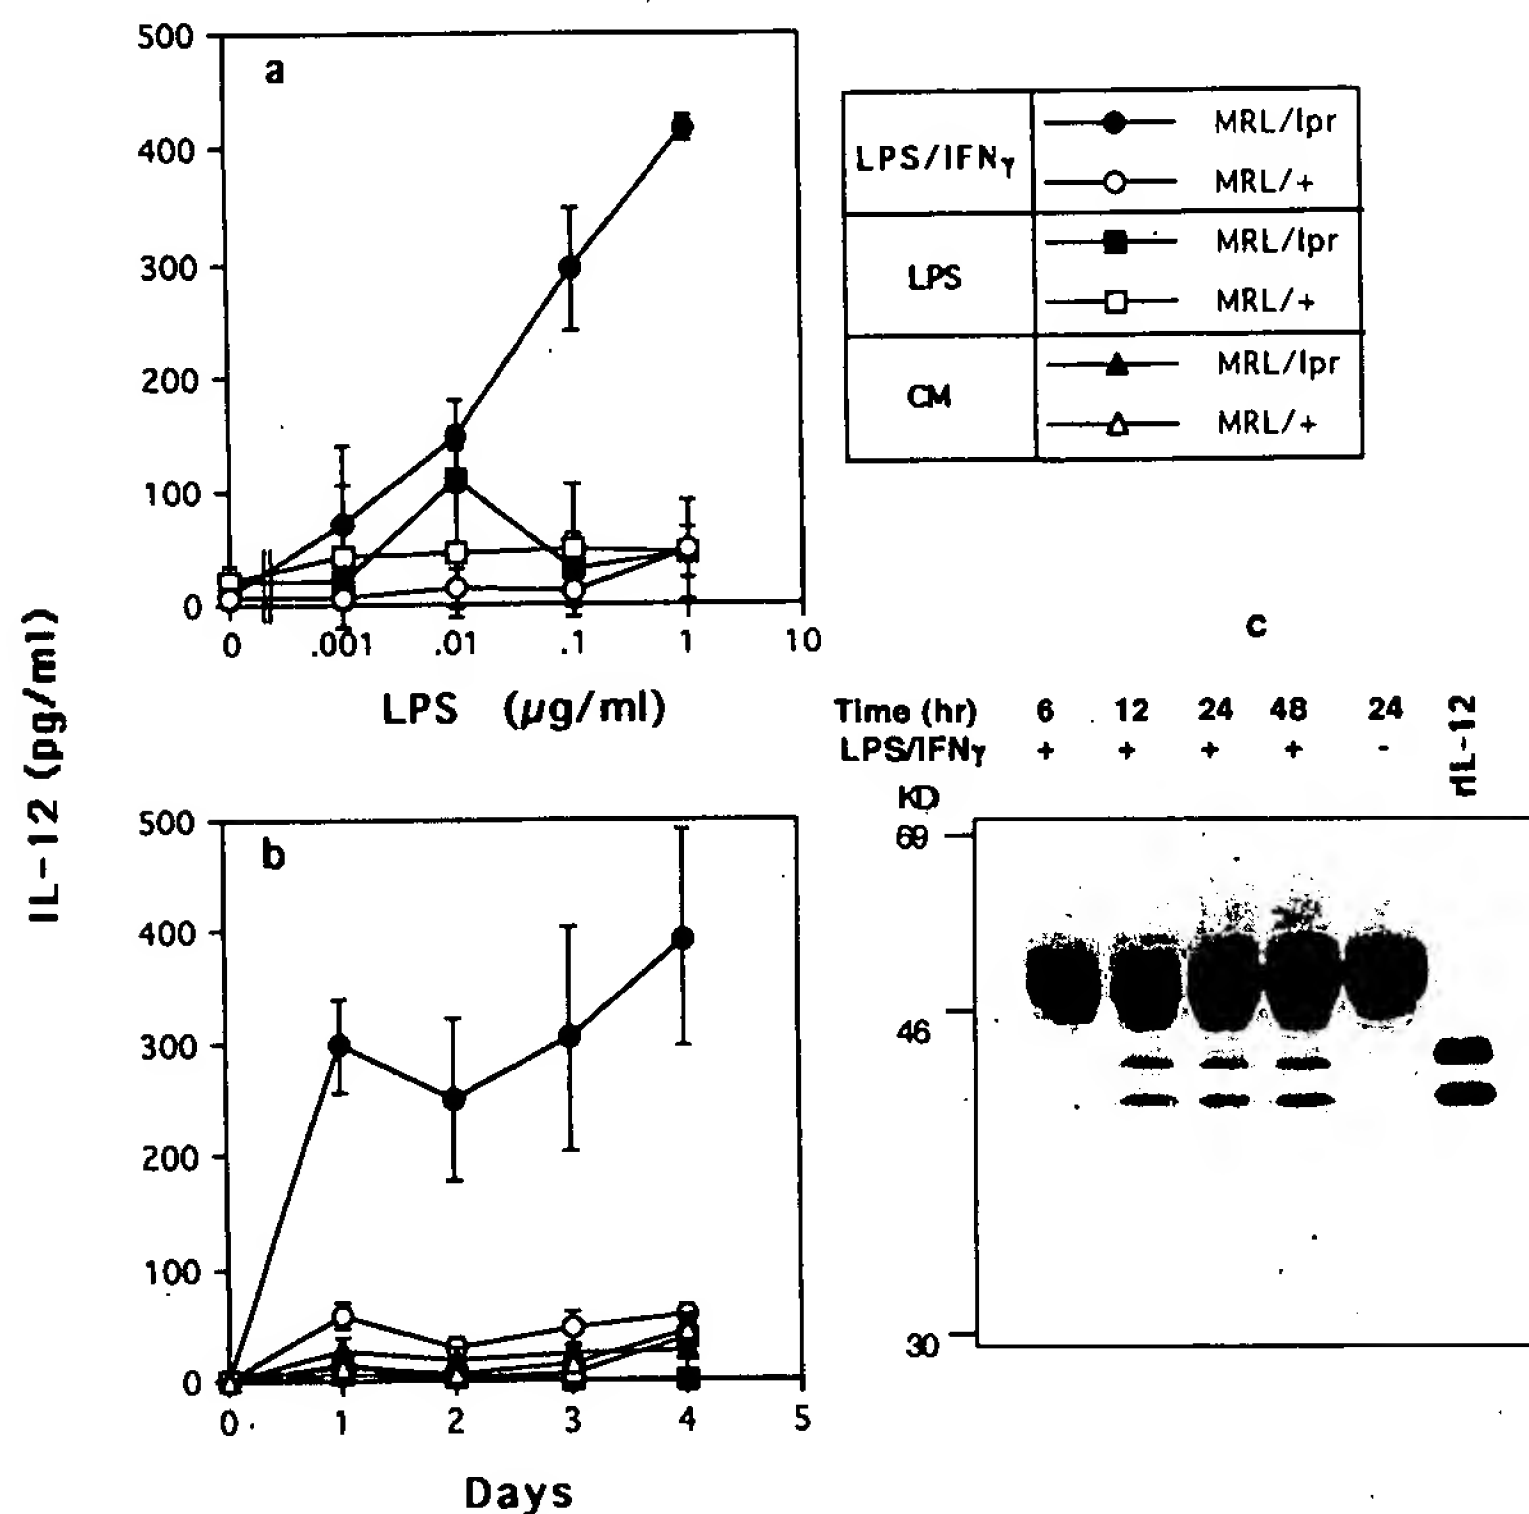 a
500
400
300
200
100
0
0 .001 .01 .1 1 10
LPS (µg/ml)
IL-12 (pg/ml)
LPS/IFNγ
MRL/lpr
MRL/+
LPS
MRL/lpr
MRL/+
CM
MRL/lpr
MRL/+
b
500
400
300
200
100
0
0 1 2 3 4 5
Days
c
Time (hr) 6 12 24 48 24
LPS/IFNγ + + + + -
rIL-12
KD
69
46
30